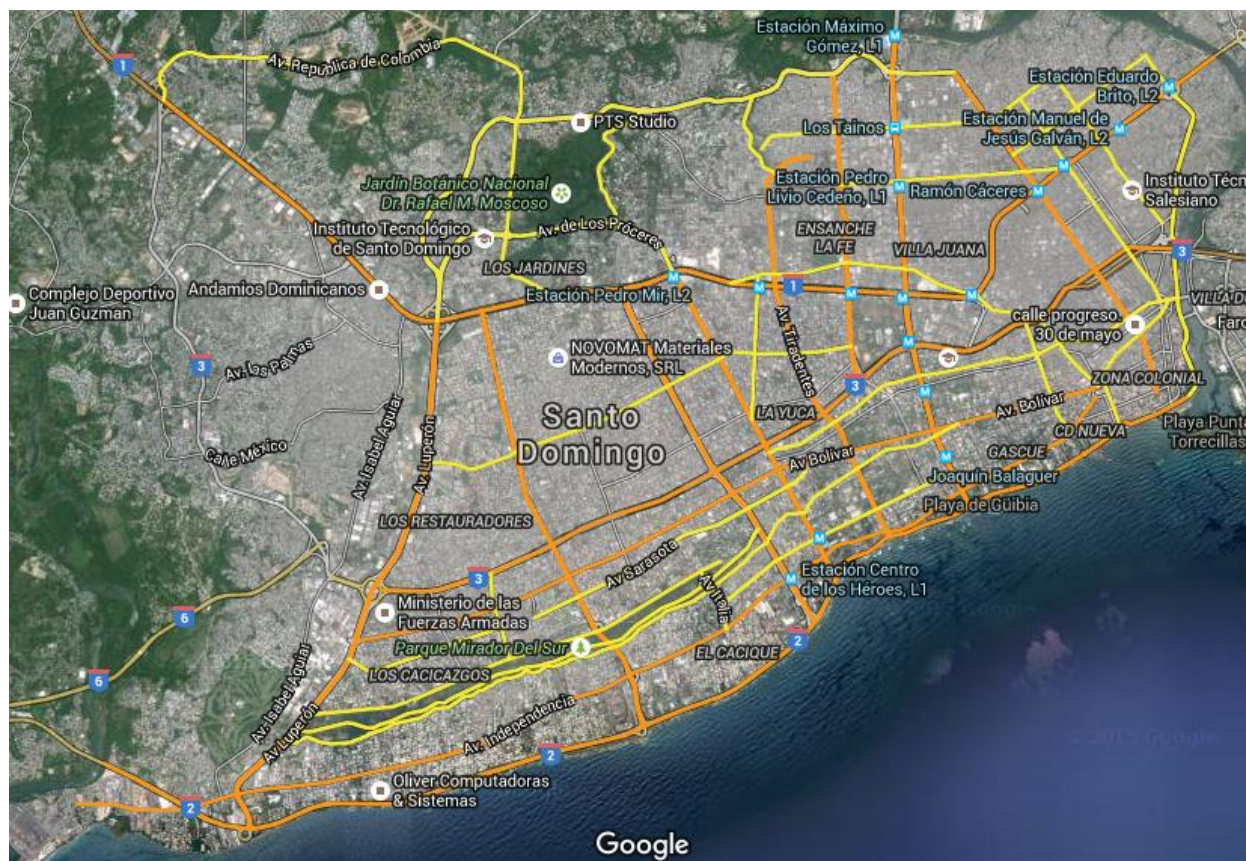 Estación Máximo
Gómez, L1
Av. República de Colombia
1
Estación Eduardo
Brito, L2
PTS Studio
Los Tainos
Estación Manuel de
Jesús Galván, L2
Jardín Botánico Nacional
Dr. Rafael M. Moscoso
Estación Pedro
Livio Cedeño, L1
Ramón Cáceres
Instituto Técn
Salesiano
Instituto Tecnológico
de Santo Domingo
Av. de Los Próceres
ENSANCHE
LA FE
VILLA JUANA
LOS JARDINES
3
Complejo Deportivo
Juan Guzman
Andamios Dominicanos
Estación Pedro Mir, L2
1
VILLA D
Faro
calle progreso.
30 de mayo
Av. Tiradentes
NOVOMAT Materiales
Modernos, SRL
Av. las Palmas
3
3
ZONA COLONIAL
Santo
Domingo
LA YUCA
Av. Bolívar
Playa Punta
Torrecillas
CD NUEVA
Calle México
Av. Isabel Aguiar
Av. Luperón
Av Bolívar
GASCUE
Joaquín Balaguer
Playa de Güibia
LOS RESTAURADORES
Av Sarasota
3
Estación Centro
de los Héroes, L1
Av Italia
6
Ministerio de las
Fuerzas Armadas
2
Parque Mirador Del Sur
EL CACIQUE
LOS CACICAZGOS
6
Av. Isabel Aguiar
Av Luperón
Av. Independencia
2
Oliver Computadoras
& Sistemas
2
Google